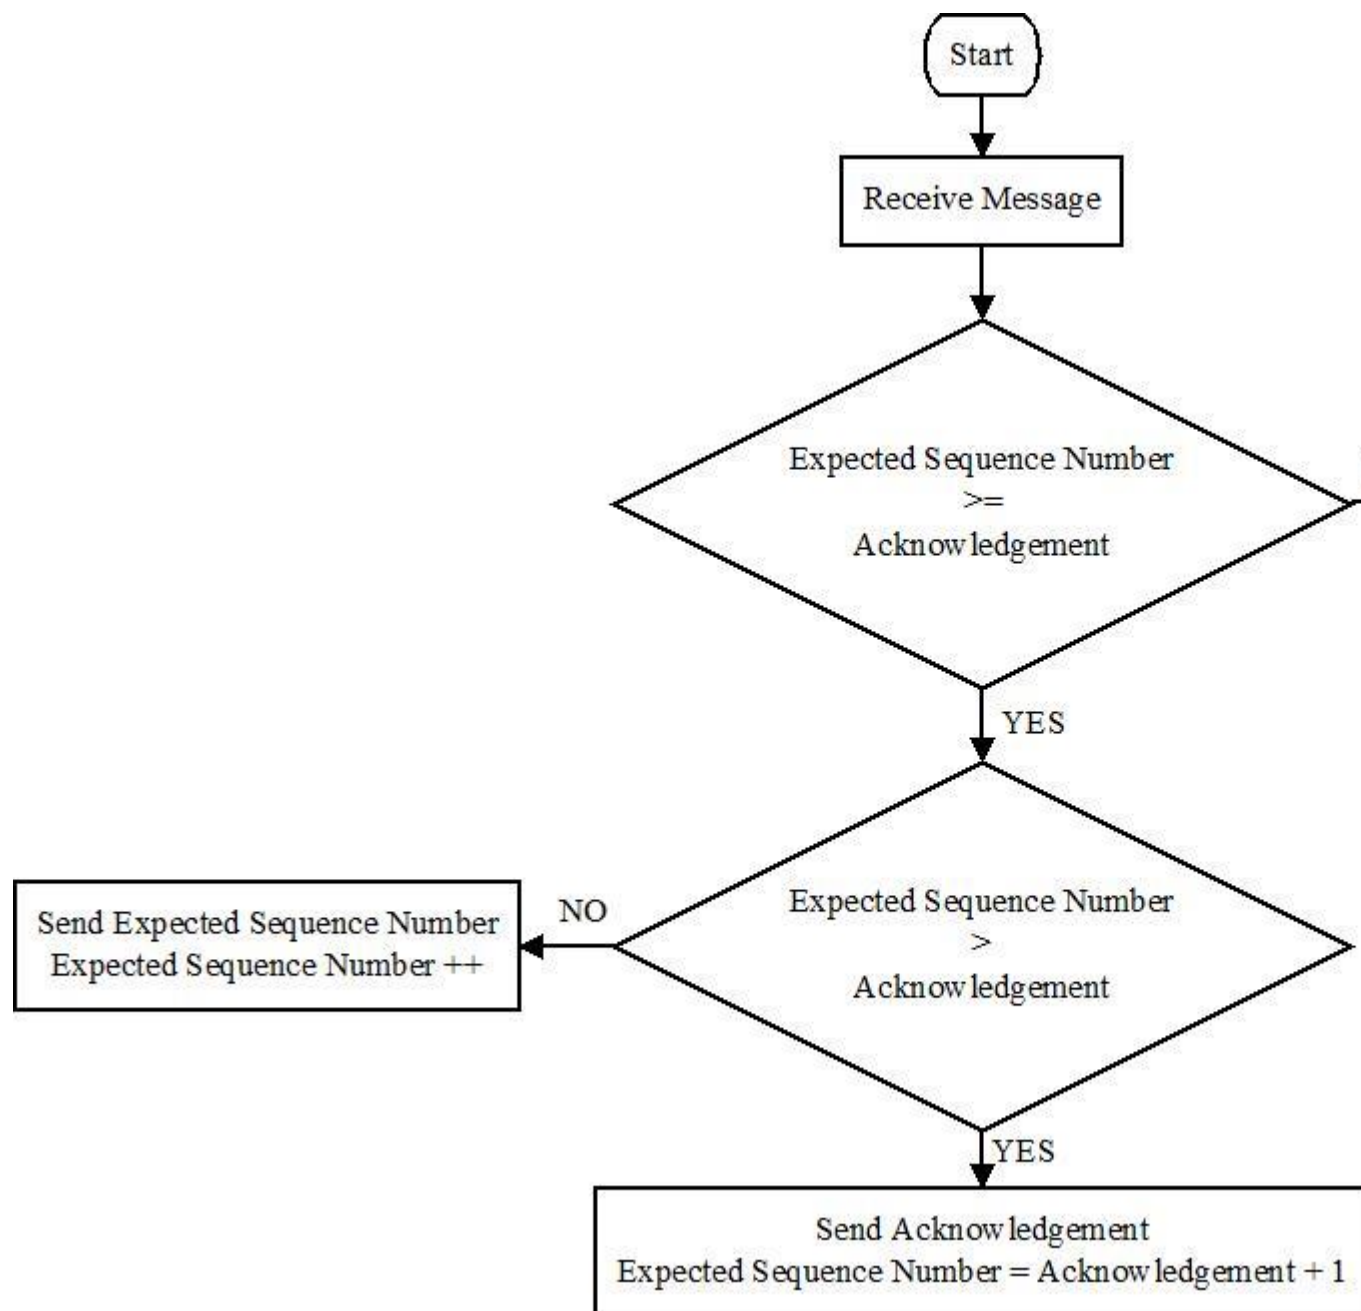 Start
Receive Message
Expected Sequence Number
>=
Acknowledgement
YES
Expected Sequence Number
>
Acknowledgement
NO
Send Expected Sequence Number
Expected Sequence Number ++
YES
Send Acknowledgement
Expected Sequence Number = Acknowledgement + 1